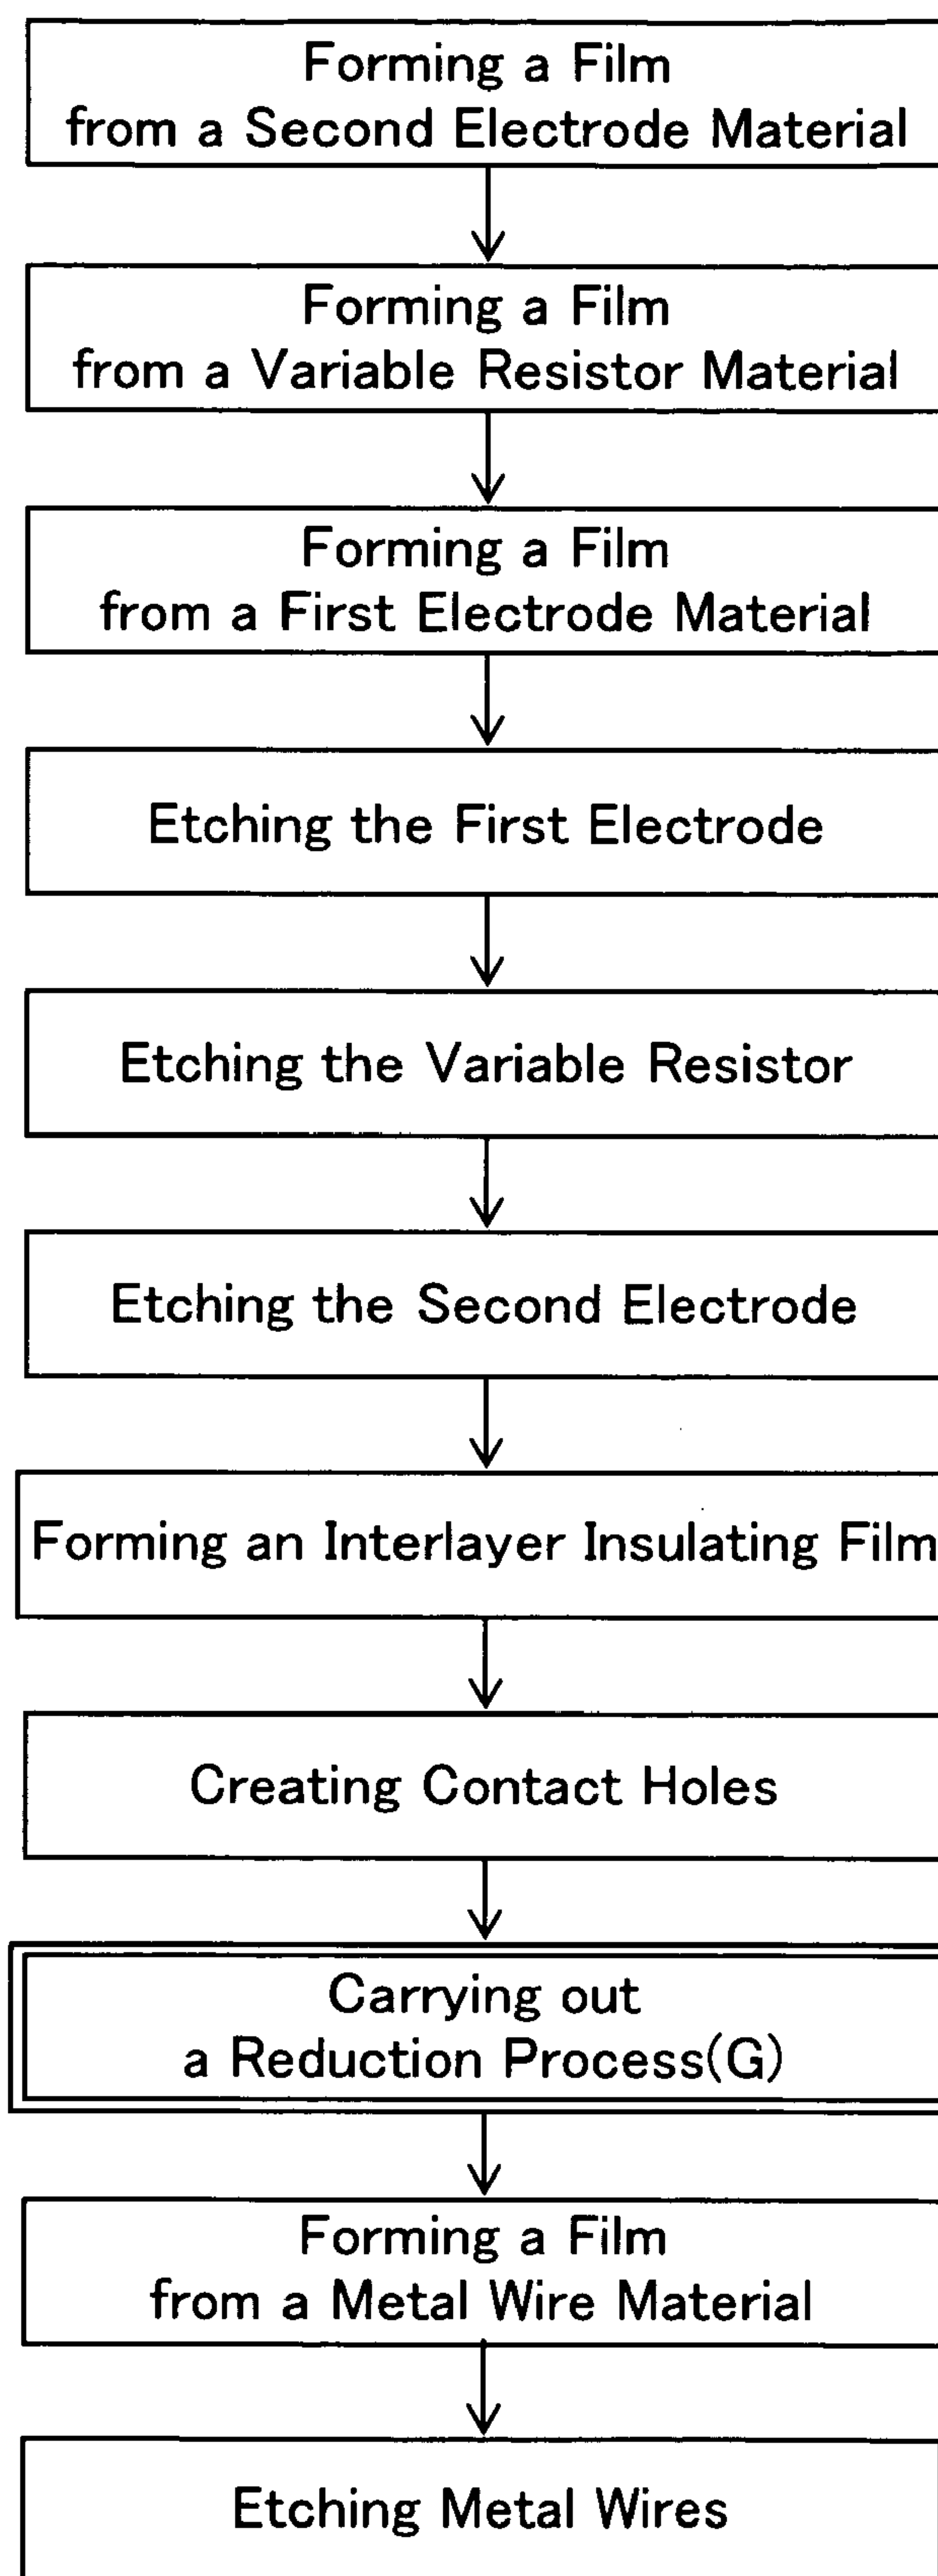 Forming a Film
from a Second Electrode Material
Forming a Film
from a Variable Resistor Material
Forming a Film
from a First Electrode Material
Etching the First Electrode
Etching the Variable Resistor
Etching the Second Electrode
Forming an Interlayer Insulating Film
Creating Contact Holes
Carrying out
a Reduction Process(G)
Forming a Film
from a Metal Wire Material
Etching Metal Wires